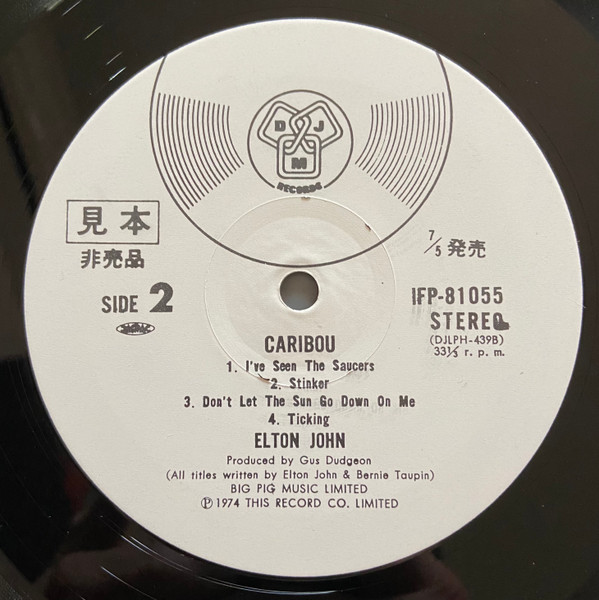 D J M
RECORDS
見本
非売品
7/5 発売
SIDE 2
IFP-81055
STEREO
(DJLPH-439B)
33⅓ r. p. m.
CARIBOU
1. I've Seen The Saucers
2. Stinker
3. Don't Let The Sun Go Down On Me
4. Ticking
ELTON JOHN
Produced by Gus Dudgeon
(All titles written by Elton John & Bernie Taupin)
BIG PIG MUSIC LIMITED
Ⓟ 1974 THIS RECORD CO. LIMITED